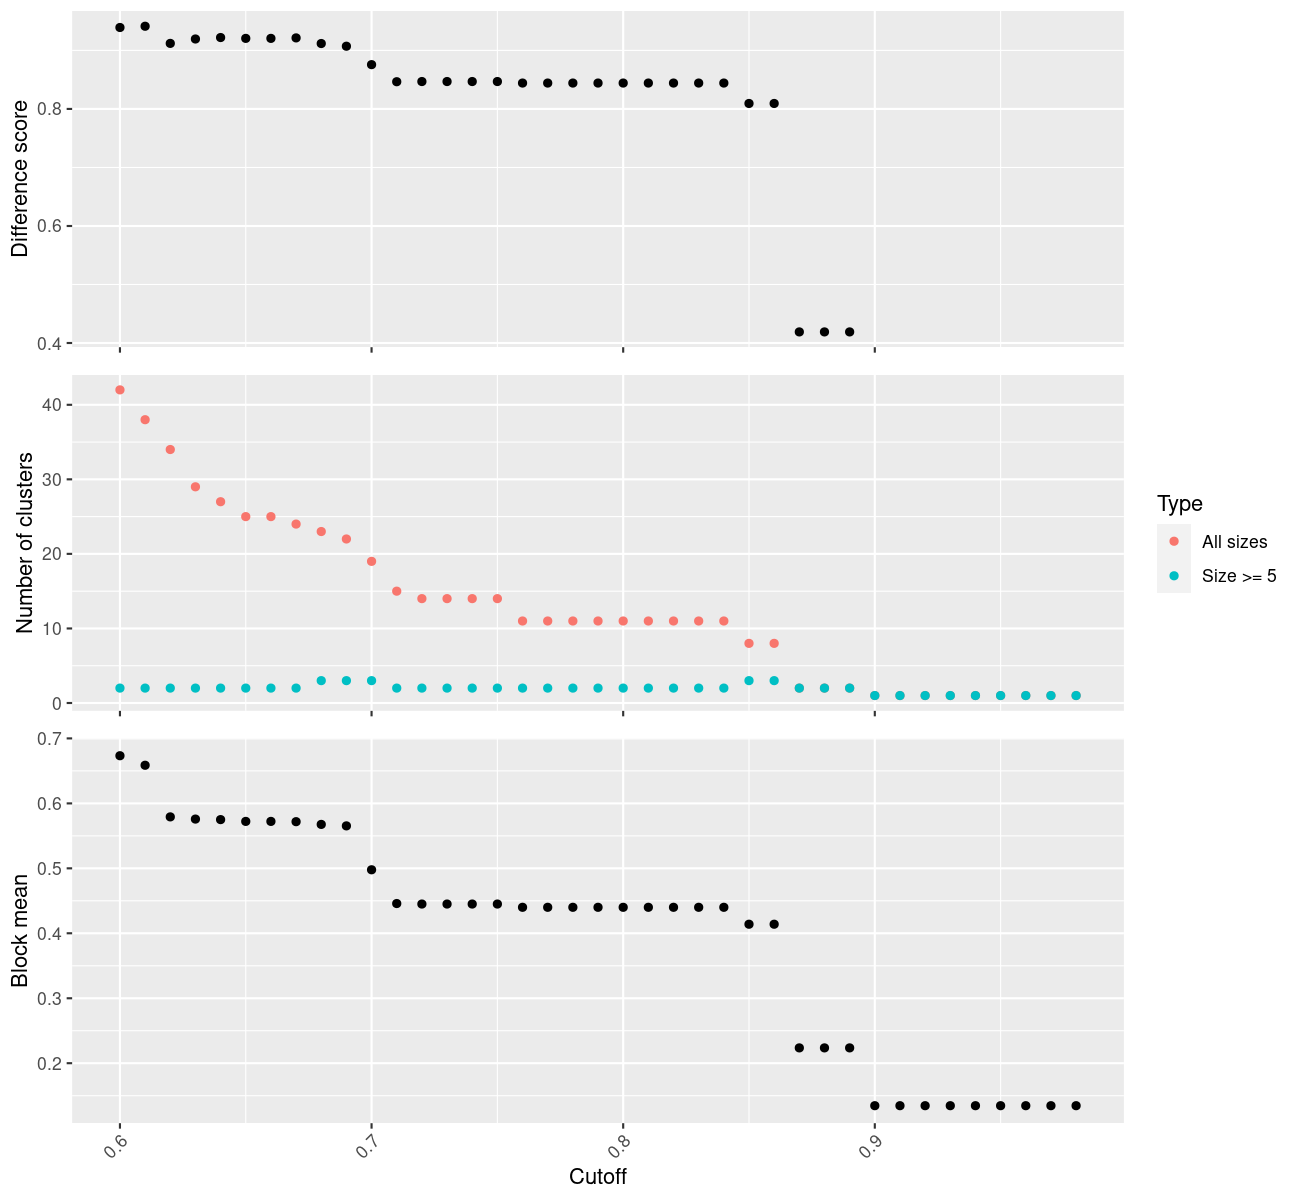 Difference score
0.8
0.6
0.4
Number of clusters
40
30
20
10
0
Type
All sizes
Size >= 5
Block mean
0.7
0.6
0.5
0.4
0.3
0.2
0.6
0.7
0.8
0.9
Cutoff